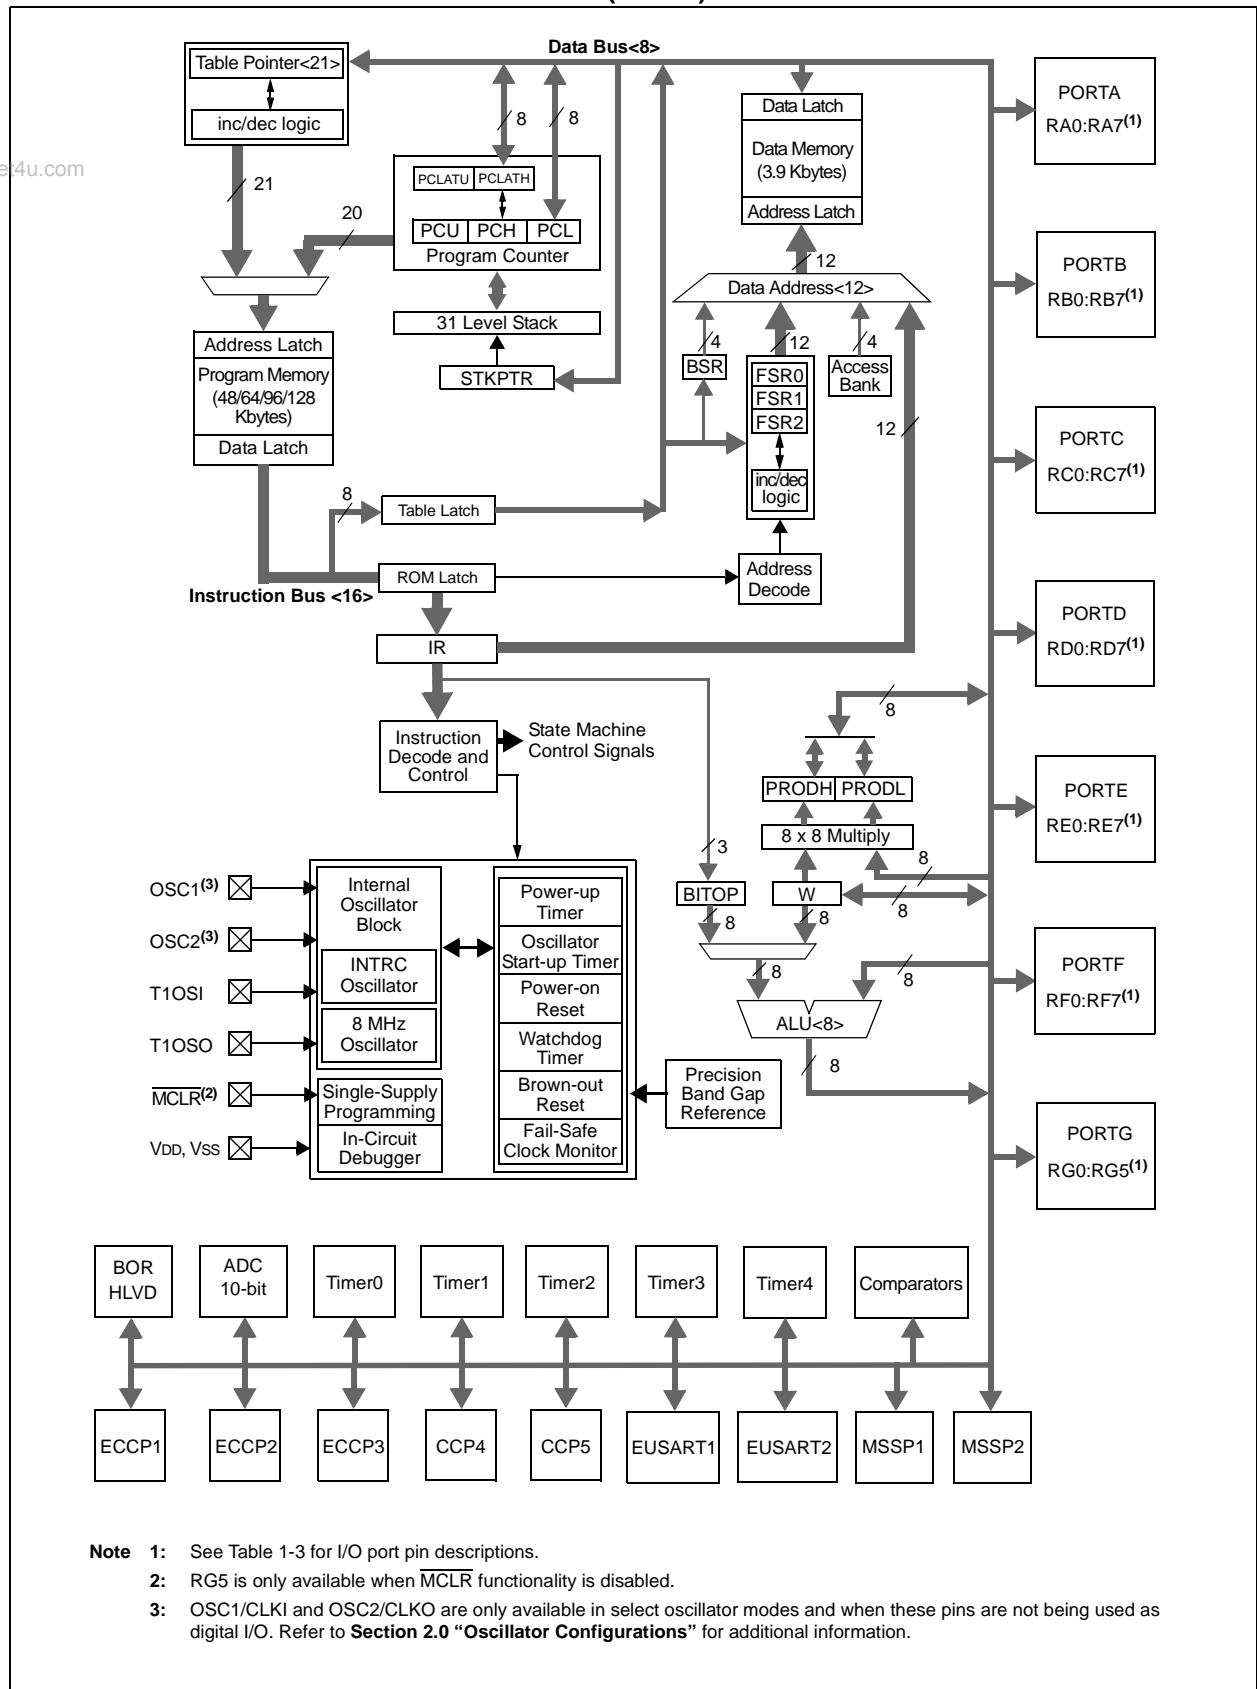 Data Bus<8>
Table Pointer<21>
inc/dec logic
21
et4u.com
20
8
8
PCLATU PCLATH
PCU PCH PCL
Program Counter
31 Level Stack
STKPTR
Data Latch
Data Memory
(3.9 Kbytes)
Address Latch
12
Data Address<12>
4
12
4
BSR
FSR0
FSR1
FSR2
inc/dec
logic
Access
Bank
12
Address Latch
Program Memory
(48/64/96/128
Kbytes)
Data Latch
8
Table Latch
ROM Latch
Instruction Bus <16>
Address
Decode
IR
Instruction
Decode and
Control
State Machine
Control Signals
8
PRODH PRODL
8 x 8 Multiply
3
8
BITOP
W
8
8
8
8
8
ALU<8>
8
OSC1(3)
OSC2(3)
T1OSI
T1OSO
MCLR(2)
VDD, VSS
Internal
Oscillator
Block
INTRC
Oscillator
8 MHz
Oscillator
Single-Supply
Programming
In-Circuit
Debugger
Power-up
Timer
Oscillator
Start-up Timer
Power-on
Reset
Watchdog
Timer
Brown-out
Reset
Fail-Safe
Clock Monitor
Precision
Band Gap
Reference
PORTA
RA0:RA7(1)
PORTB
RB0:RB7(1)
PORTC
RC0:RC7(1)
PORTD
RD0:RD7(1)
PORTE
RE0:RE7(1)
PORTF
RF0:RF7(1)
PORTG
RG0:RG5(1)
BOR
HLVD
ADC
10-bit
Timer0
Timer1
Timer2
Timer3
Timer4
Comparators
ECCP1
ECCP2
ECCP3
CCP4
CCP5
EUSART1
EUSART2
MSSP1
MSSP2
Note 1: See Table 1-3 for I/O port pin descriptions.
2: RG5 is only available when MCLR functionality is disabled.
3: OSC1/CLKI and OSC2/CLKO are only available in select oscillator modes and when these pins are not being used as
digital I/O. Refer to Section 2.0 “Oscillator Configurations” for additional information.